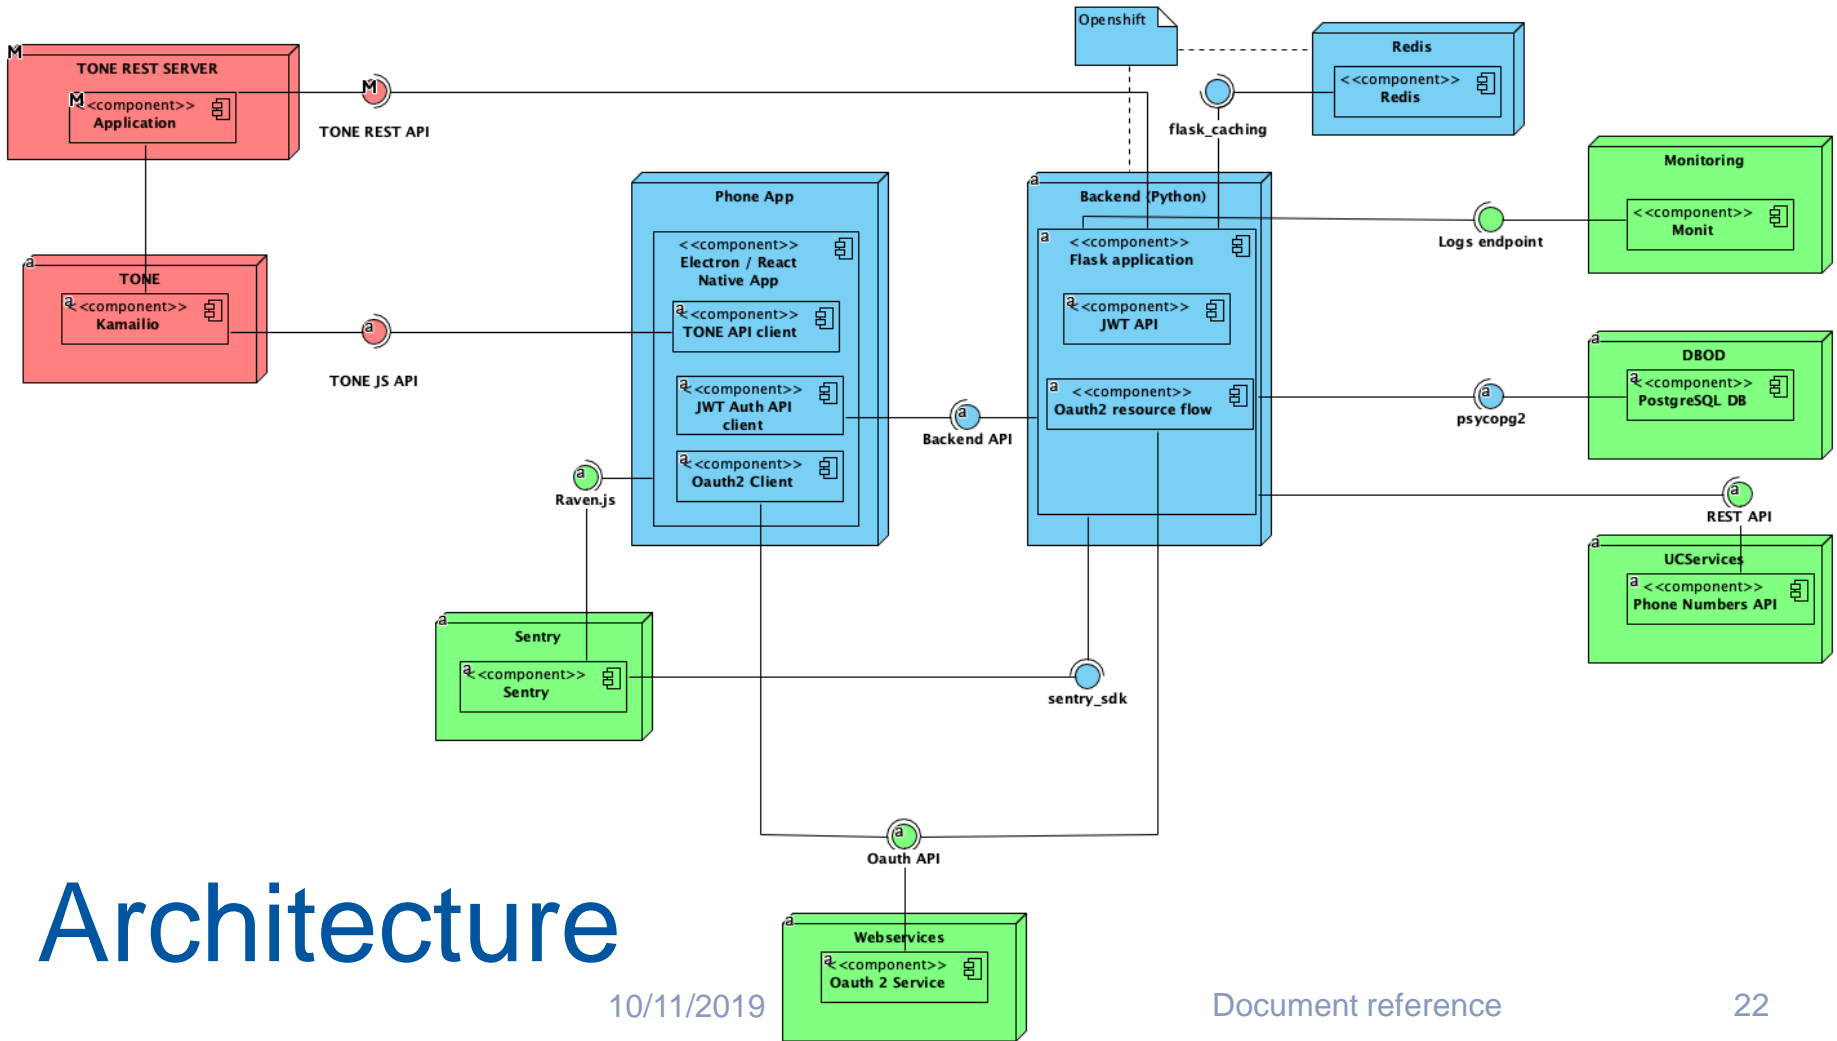 Openshift
Redis
<<component>>
Redis
M
TONE REST SERVER
M
<<component>>
Application
M
TONE REST API
flask_caching
Monitoring
<<component>>
Monit
Logs endpoint
Phone App
<<component>>
Electron / React
Native App
a
<<component>>
TONE API client
a
<<component>>
JWT Auth API
client
a
<<component>>
Oauth2 Client
a
Backend (Python)
a
<<component>>
Flask application
a
<<component>>
JWT API
a
<<component>>
Oauth2 resource flow
a
TONE
a
<<component>>
Kamailio
a
TONE JS API
a
Backend API
a
DBOD
a
<<component>>
PostgreSQL DB
a
psycopg2
a
Raven.js
a
REST API
a
UCServices
a
<<component>>
Phone Numbers API
a
Sentry
a
<<component>>
Sentry
sentry_sdk
a
Oauth API
a
Webservices
a
<<component>>
Oauth 2 Service
Architecture
10/11/2019
Document reference
22